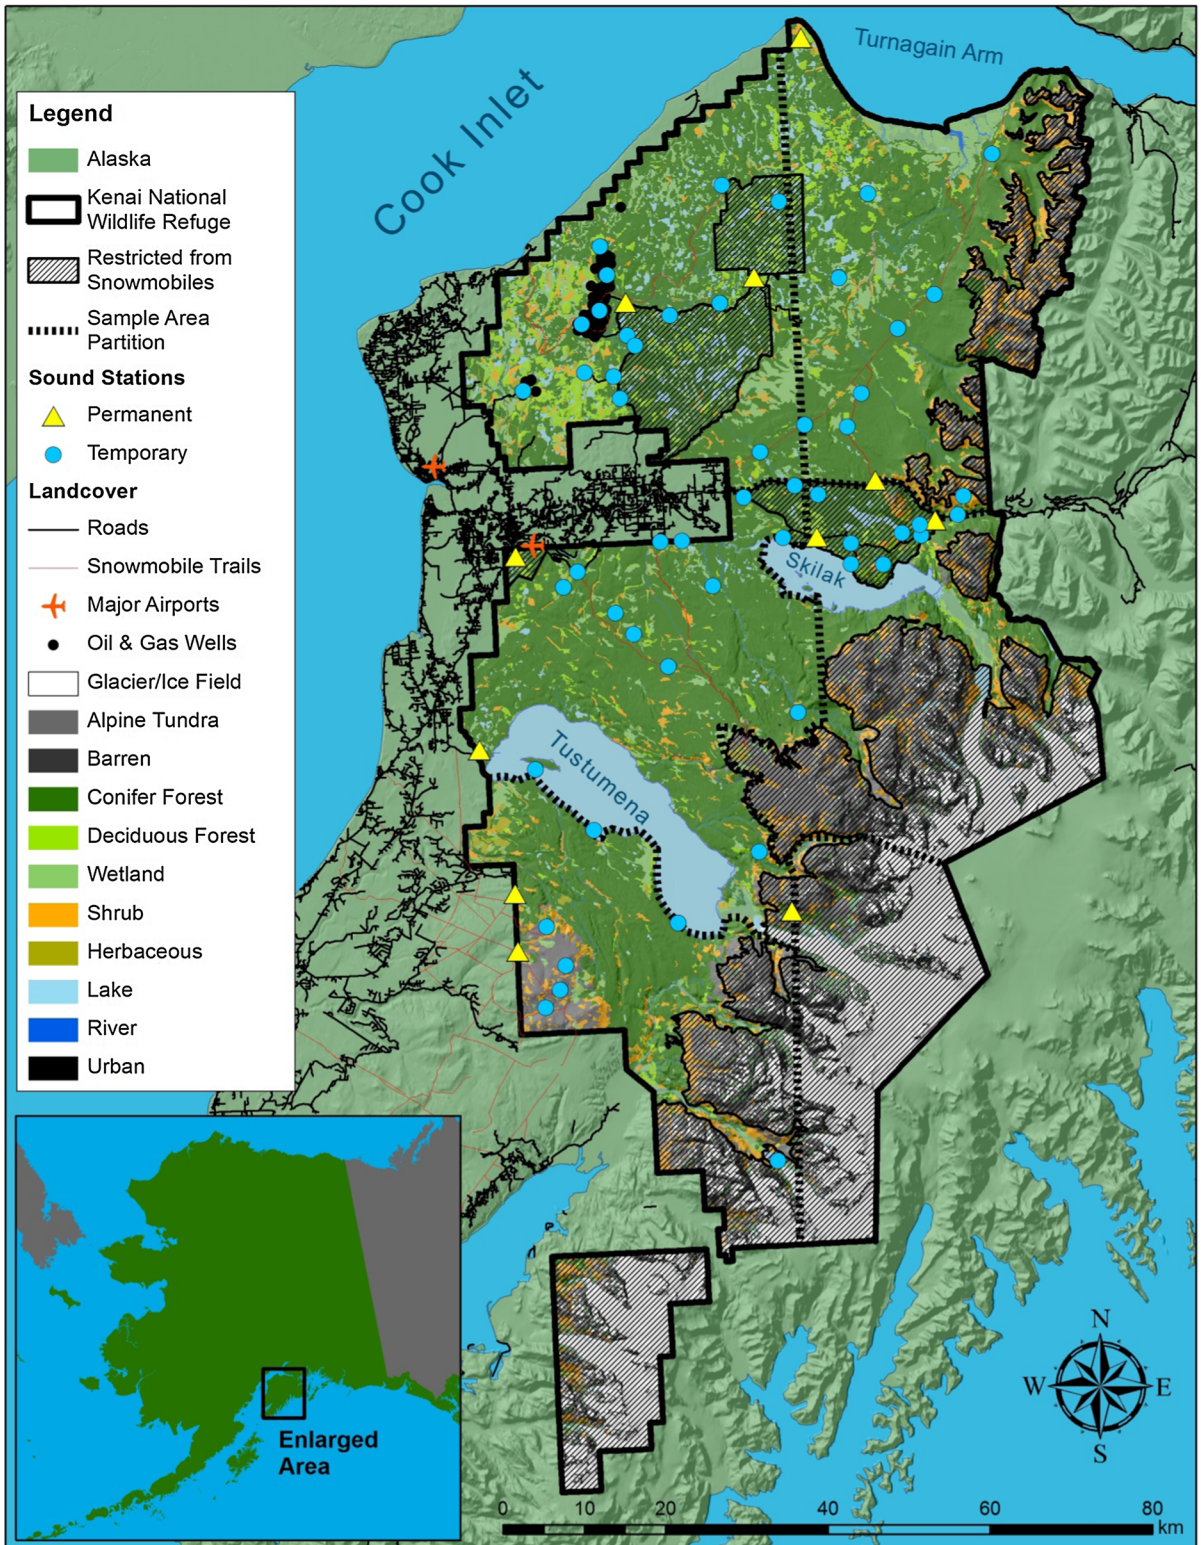 Turnagain Arm
Cook Inlet
Legend
Alaska
Kenai National
Wildlife Refuge
Restricted from
Snowmobiles
Sample Area
Partition
Sound Stations
Permanent
Temporary
Landcover
Roads
Snowmobile Trails
Major Airports
Oil & Gas Wells
Glacier/Ice Field
Alpine Tundra
Barren
Conifer Forest
Deciduous Forest
Wetland
Shrub
Herbaceous
Lake
River
Urban
Skilak
Tustumena
Enlarged
Area
N
W E
S
0 10 20 40 60 80
km